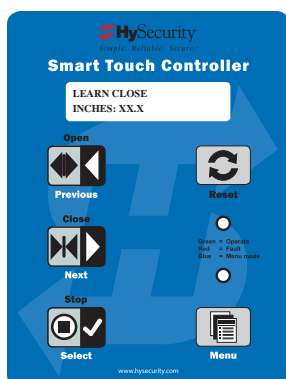 HySecurity
Simple. Reliable. Secure.
Smart Touch Controller
LEARN CLOSE
INCHES: XX.X
Open
Previous
Reset
Close
Next
Green = Operate
Red = Fault
Blue = Menu mode
Stop
Select
Menu
www.hysecurity.com